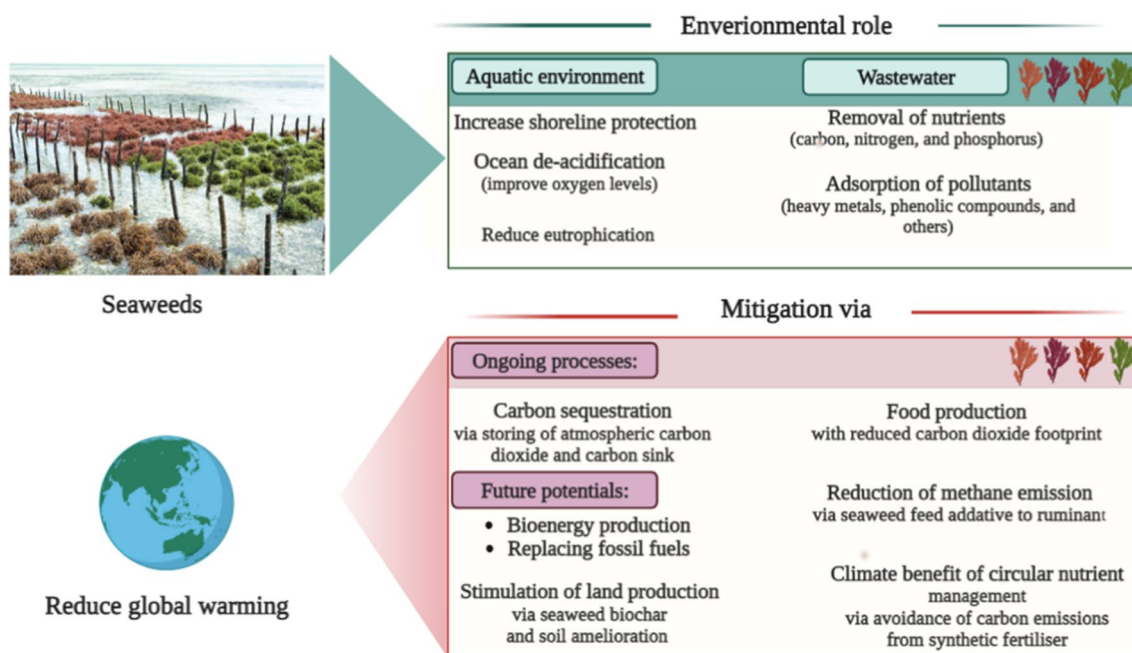 Enverionmental role
Aquatic environment
Wastewater
Increase shoreline protection
Ocean de-acidification
(improve oxygen levels)
Reduce eutrophication
Removal of nutrients
(carbon, nitrogen, and phosphorus)
Adsorption of pollutants
(heavy metals, phenolic compounds, and
others)
Seaweeds
Mitigation via
Ongoing processes:
Carbon sequestration
via storing of atmospheric carbon
dioxide and carbon sink
Future potentials:
• Bioenergy production
• Replacing fossil fuels
Stimulation of land production
via seaweed biochar
and soil amelioration
Food production
with reduced carbon dioxide footprint
Reduction of methane emission
via seaweed feed addative to ruminant
Climate benefit of circular nutrient
management
via avoidance of carbon emissions
from synthetic fertiliser
Reduce global warming